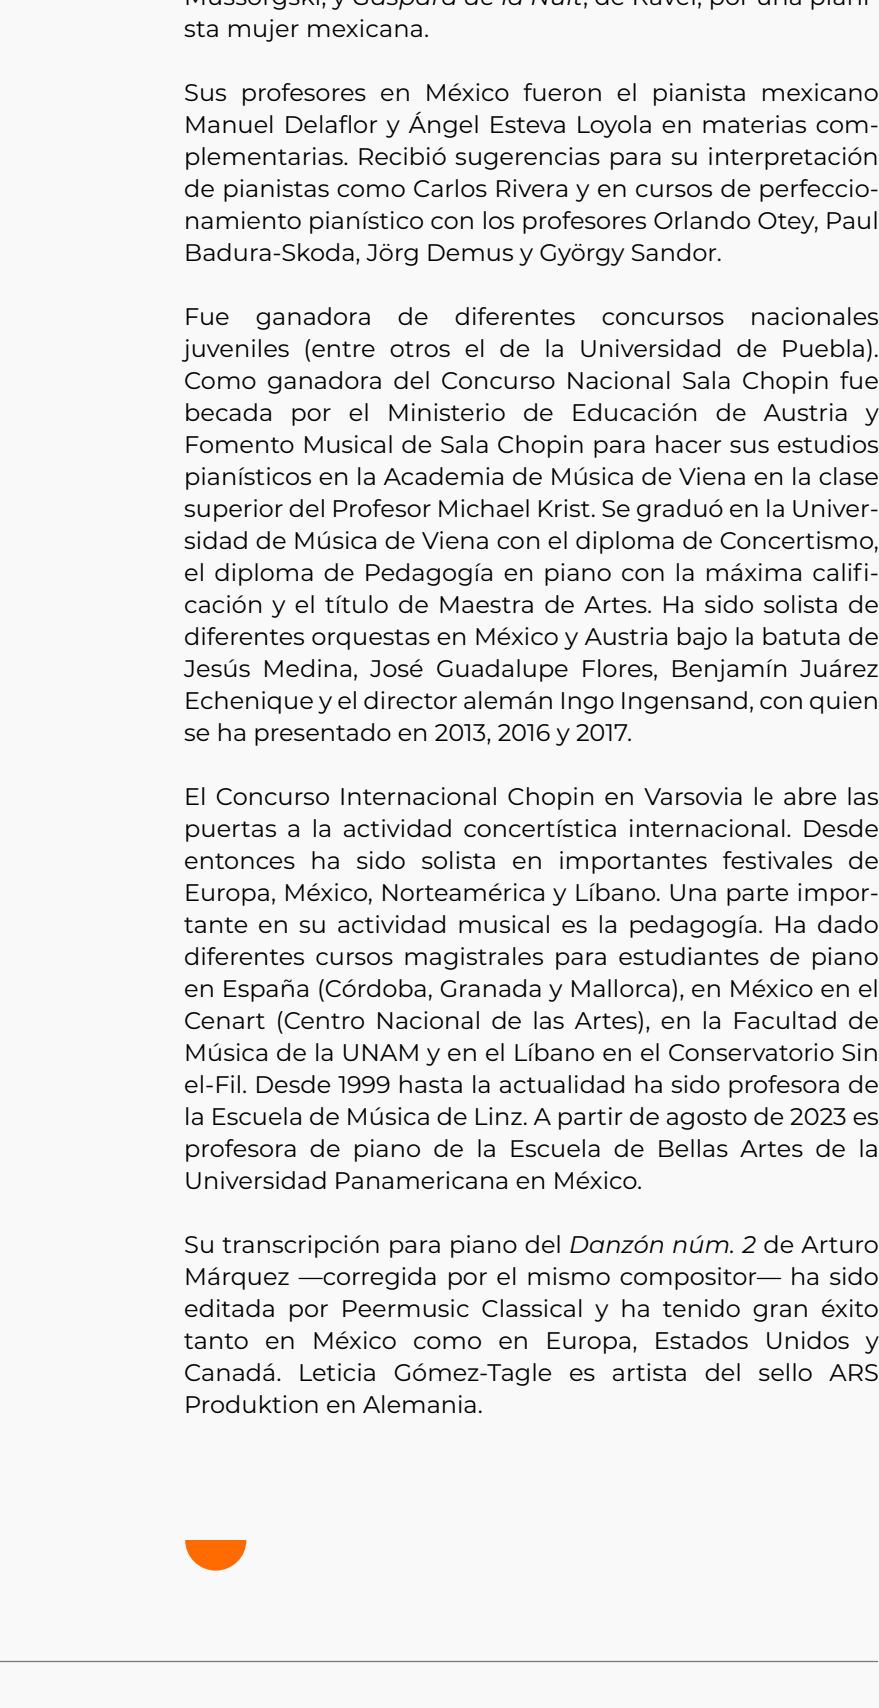 Mussorgski, y Gaspard de la Nuit, de Ravel, por una piani-
sta mujer mexicana.
Sus profesores en México fueron el pianista mexicano
Manuel Delaflor y Ángel Esteva Loyola en materias com-
plementarias. Recibió sugerencias para su interpretación
de pianistas como Carlos Rivera y en cursos de perfeccio-
namiento pianístico con los profesores Orlando Otey, Paul
Badura-Skoda, Jörg Demus y György Sandor.
Fue ganadora de diferentes concursos nacionales
juveniles (entre otros el de la Universidad de Puebla).
Como ganadora del Concurso Nacional Sala Chopin fue
becada por el Ministerio de Educación de Austria y
Fomento Musical de Sala Chopin para hacer sus estudios
pianísticos en la Academia de Música de Viena en la clase
superior del Profesor Michael Krist. Se graduó en la Univer-
sidad de Música de Viena con el diploma de Concertismo,
el diploma de Pedagogía en piano con la máxima califi-
cación y el título de Maestra de Artes. Ha sido solista de
diferentes orquestas en México y Austria bajo la batuta de
Jesús Medina, José Guadalupe Flores, Benjamín Juárez
Echenique y el director alemán Ingo Ingensand, con quien
se ha presentado en 2013, 2016 y 2017.
El Concurso Internacional Chopin en Varsovia le abre las
puertas a la actividad concertística internacional. Desde
entonces ha sido solista en importantes festivales de
Europa, México, Norteamérica y Líbano. Una parte impor-
tante en su actividad musical es la pedagogía. Ha dado
diferentes cursos magistrales para estudiantes de piano
en España (Córdoba, Granada y Mallorca), en México en el
Cenart (Centro Nacional de las Artes), en la Facultad de
Música de la UNAM y en el Líbano en el Conservatorio Sin
el-Fil. Desde 1999 hasta la actualidad ha sido profesora de
la Escuela de Música de Linz. A partir de agosto de 2023 es
profesora de piano de la Escuela de Bellas Artes de la
Universidad Panamericana en México.
Su transcripción para piano del Danzón núm. 2 de Arturo
Márquez —corregida por el mismo compositor— ha sido
editada por Peermusic Classical y ha tenido gran éxito
tanto en México como en Europa, Estados Unidos y
Canadá. Leticia Gómez-Tagle es artista del sello ARS
Produktion en Alemania.